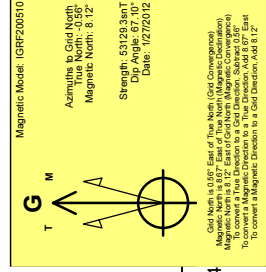 Magnetic Model: IGRF200510
Azimuths to Grid North
True North: -0.56°
Magnetic North: 8.12°
Strength: 53129.3snT
Dip Angle: 67.10°
Date: 1/27/2012
T
G
M
Grid North is 0.56° East of True North (Grid Convergence)
Magnetic North is 8.67° East of True North (Magnetic Declination)
Magnetic North is 8.12° East of Grid North (Magnetic Convergence)
To convert a True Direction to a Grid Direction, Subtract 0.56°
To convert a Magnetic Direction to a True Direction, Add 8.67° East
To convert a Magnetic Direction to a Grid Direction, Add 8.12°